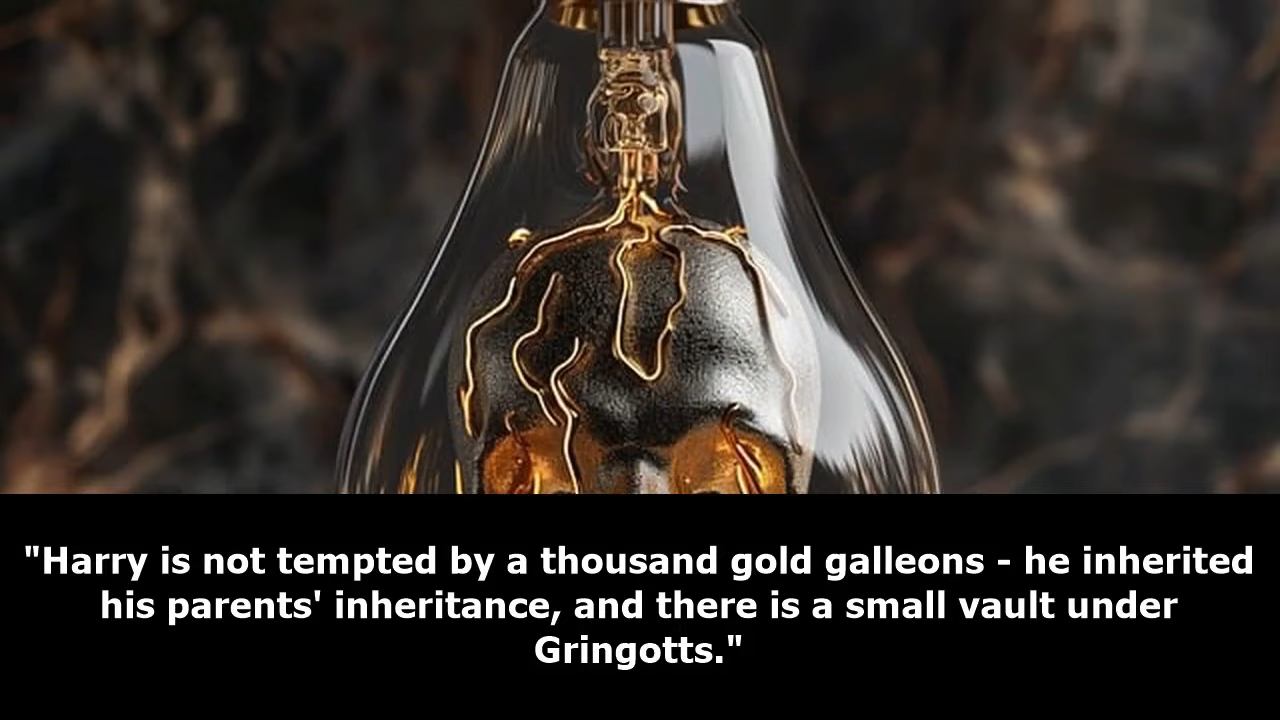 "Harry is not tempted by a thousand gold galleons - he inherited
his parents' inheritance, and there is a small vault under
Gringotts."